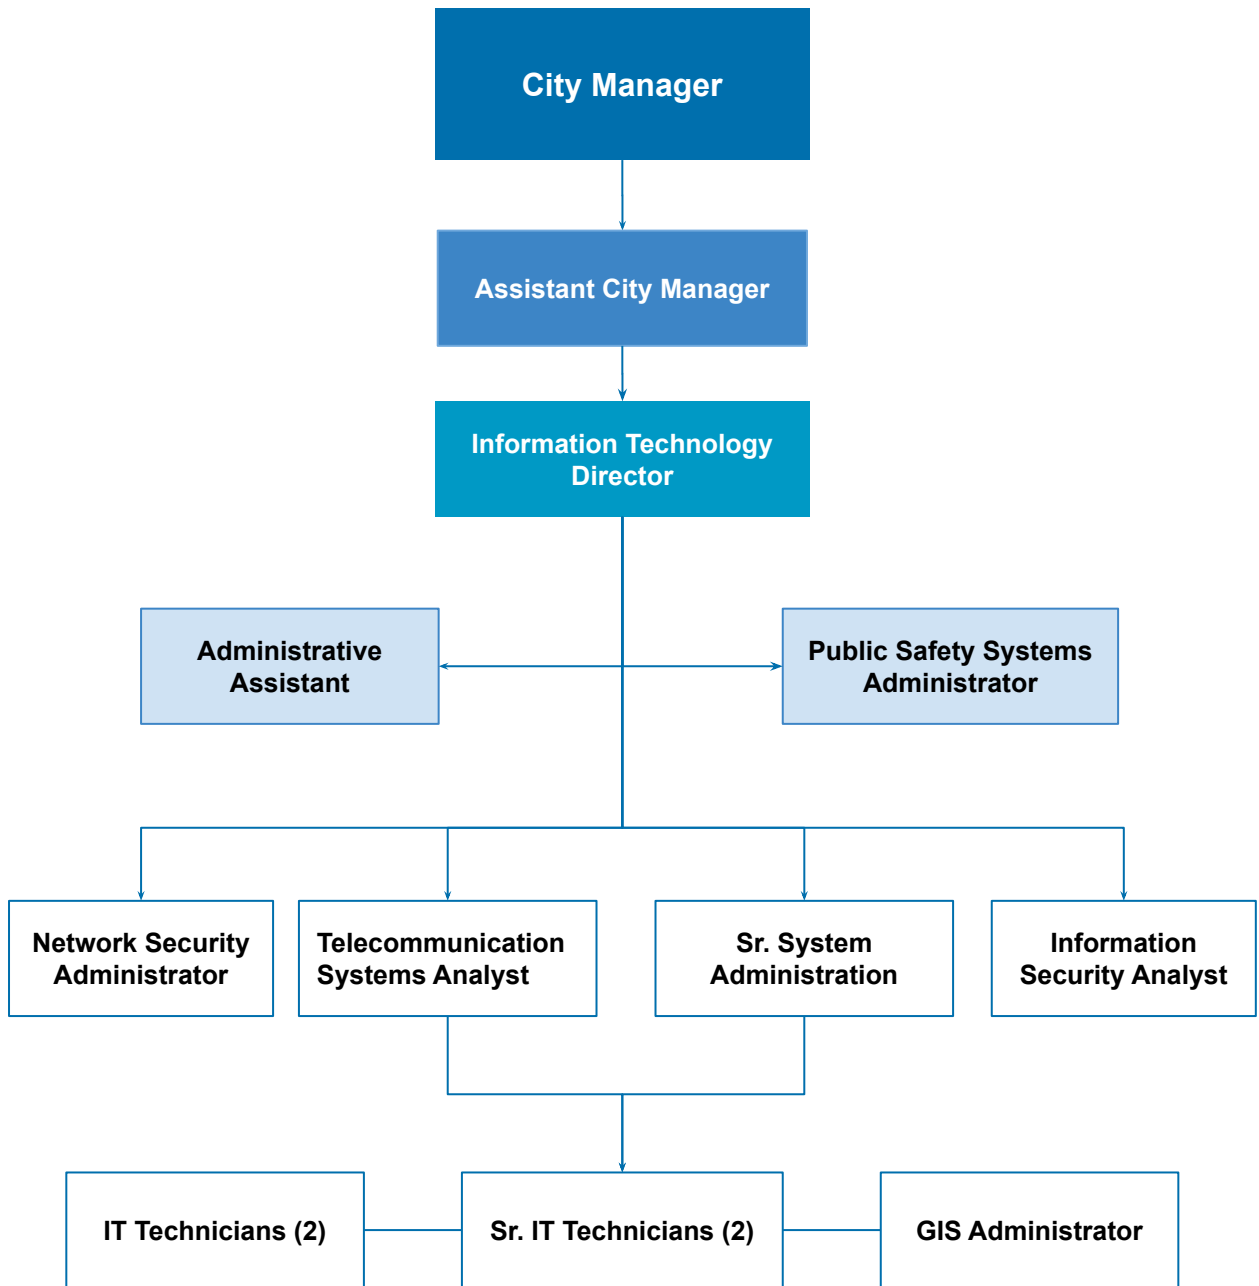 City Manager
Assistant City Manager
Information Technology
Director
Administrative
Assistant
Public Safety Systems
Administrator
Network Security
Administrator
Telecommunication
Systems Analyst
Sr. System
Administration
Information
Security Analyst
IT Technicians (2)
Sr. IT Technicians (2)
GIS Administrator